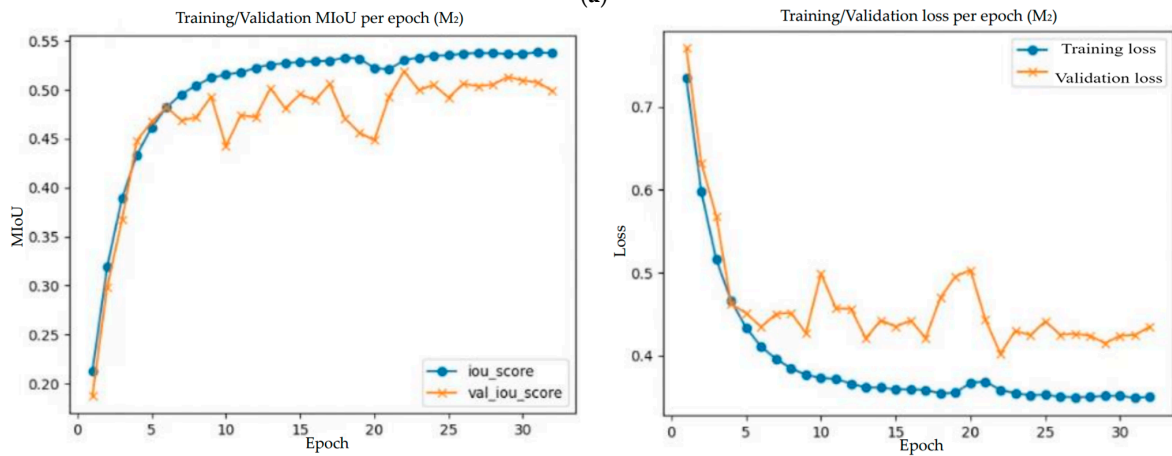 (a)
Training/Validation MIoU per epoch (M₂)
0.55
0.50
0.45
0.40
0.35
0.30
0.25
0.20
MIoU
iou_score
val_iou_score
0 5 10 15 20 25 30
Epoch
Training/Validation loss per epoch (M₂)
Training loss
Validation loss
0.7
0.6
0.5
0.4
Loss
0 5 10 15 20 25 30
Epoch